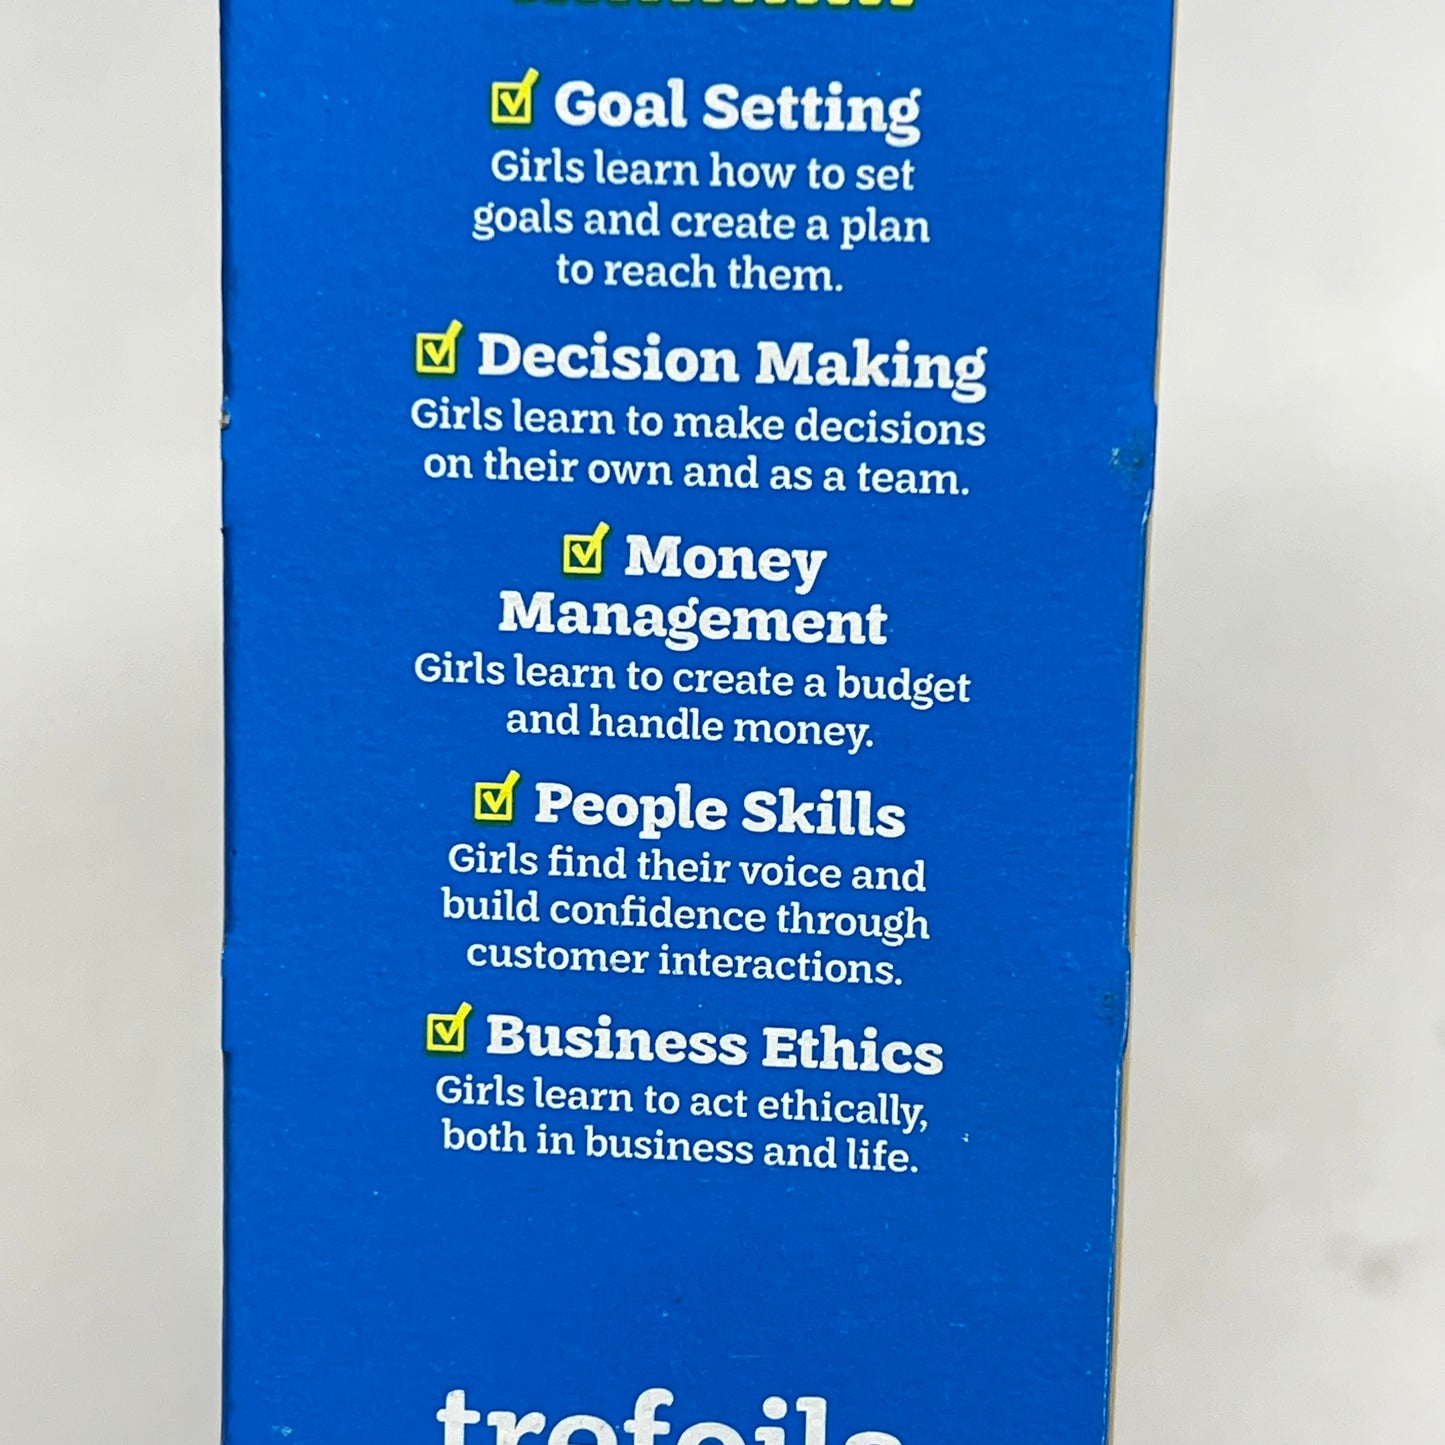 Goal Setting
Girls learn how to set
goals and create a plan
to reach them.
Decision Making
Girls learn to make decisions
on their own and as a team.
Money
Management
Girls learn to create a budget
and handle money.
People Skills
Girls find their voice and
build confidence through
customer interactions.
Business Ethics
Girls learn to act ethically,
both in business and life.
trefoils